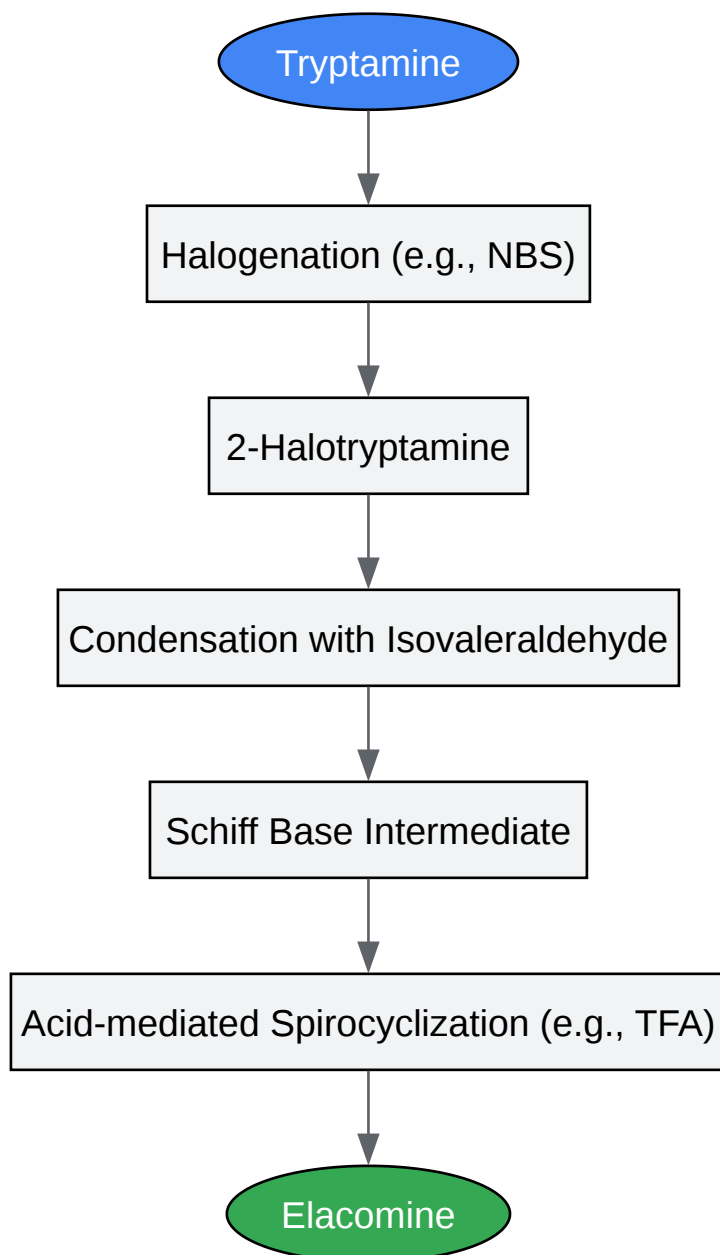 Tryptamine
Halogenation (e.g., NBS)
2-Halotryptamine
Condensation with Isovaleraldehyde
Schiff Base Intermediate
Acid-mediated Spirocyclization (e.g., TFA)
Elacomine